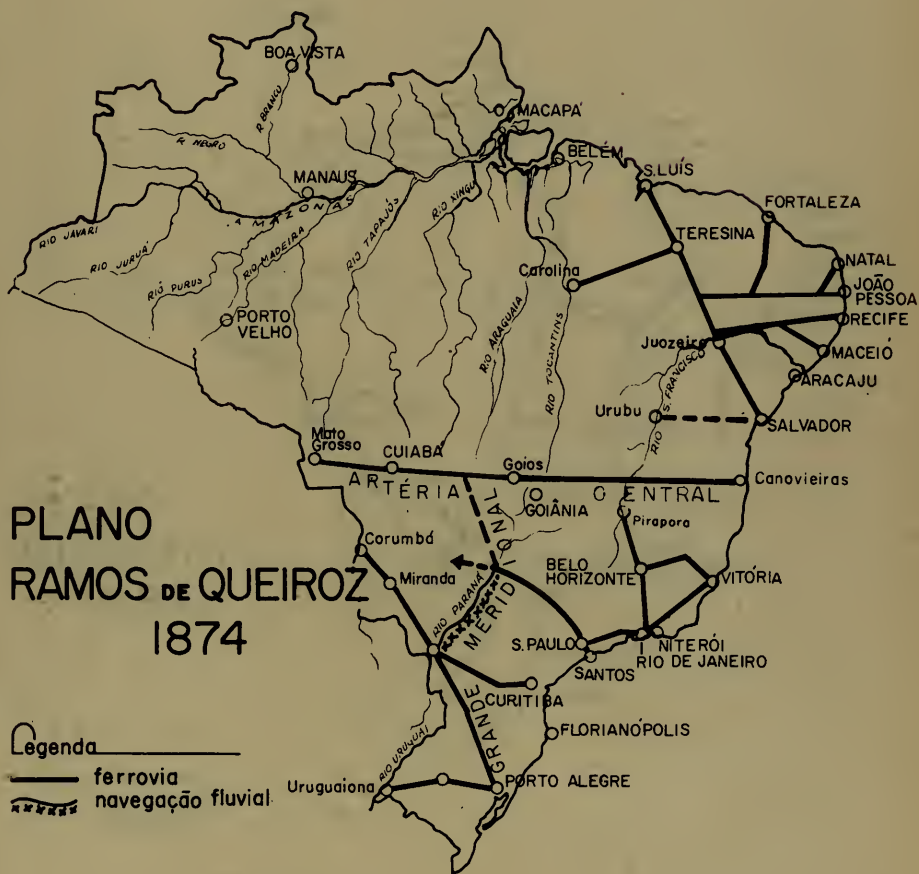 BOA VISTA
R. BRANCO
MACAPÁ
R. NEGRO
BELÉM
MANAUS
S. LUÍS
AMAZONAS
FORTALEZA
RIO JAVARI
RIO XINGU
RIO TAPAJÓS
TERESINA
RIO JURUÁ
RIO MADEIRA
NATAL
RIO PURUS
Carolina
JOÃO
PESSOA
PORTO
VELHO
RIO ARAGUAIA
RECIFE
RIO TOCANTINS
Juozeiro
MACEIÓ
ARACAJU
RIO S. FRANCISCO
Urubu
SALVADOR
Mato
Grosso
CUIABÁ
Goios
Canovieiras
ARTÉRIA CENTRAL
GOIÂNIA
Pirapora
PLANO
RAMOS DE QUEIROZ
1874
Corumbá
BELO
HORIZONTE
VITÓRIA
Miranda
RIO PARANÁ
GRANDE MERIDIONAL
S. PAULO
NITERÓI
RIO DE JANEIRO
SANTOS
CURITIBA
FLORIANÓPOLIS
RIO URUGUAI
Uruguaiona
PORTO ALEGRE
Legenda
ferrovia
navegação fluvial